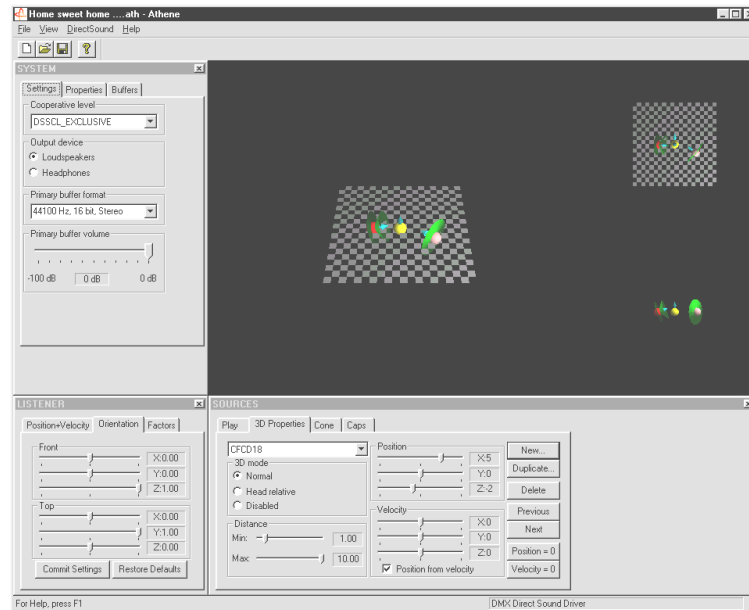 Home sweet home ....ath - Athene
File View DirectSound Help
SYSTEM
Settings Properties Buffers
Cooperative level
DSSCL_EXCLUSIVE
Output device
Loudspeakers
Headphones
Primary buffer format
44100 Hz, 16 bit, Stereo
Primary buffer volume
-100 dB 0 dB 0 dB
LISTENER
Position+Velocity Orientation Factors
Front
X:0.00
Y:0.00
Z:1.00
Top
X:0.00
Y:1.00
Z:0.00
Commit Settings Restore Defaults
SOURCES
Play 3D Properties Cone Caps
CFCD18
3D mode
Normal
Head relative
Disabled
Distance
Min: 1.00
Max: 10.00
Position
X:5
Y:0
Z:-2
Velocity
X:0
Y:0
Z:0
Position from velocity
New...
Duplicate...
Delete
Previous
Next
Position = 0
Velocity = 0
For Help, press F1
DMX Direct Sound Driver